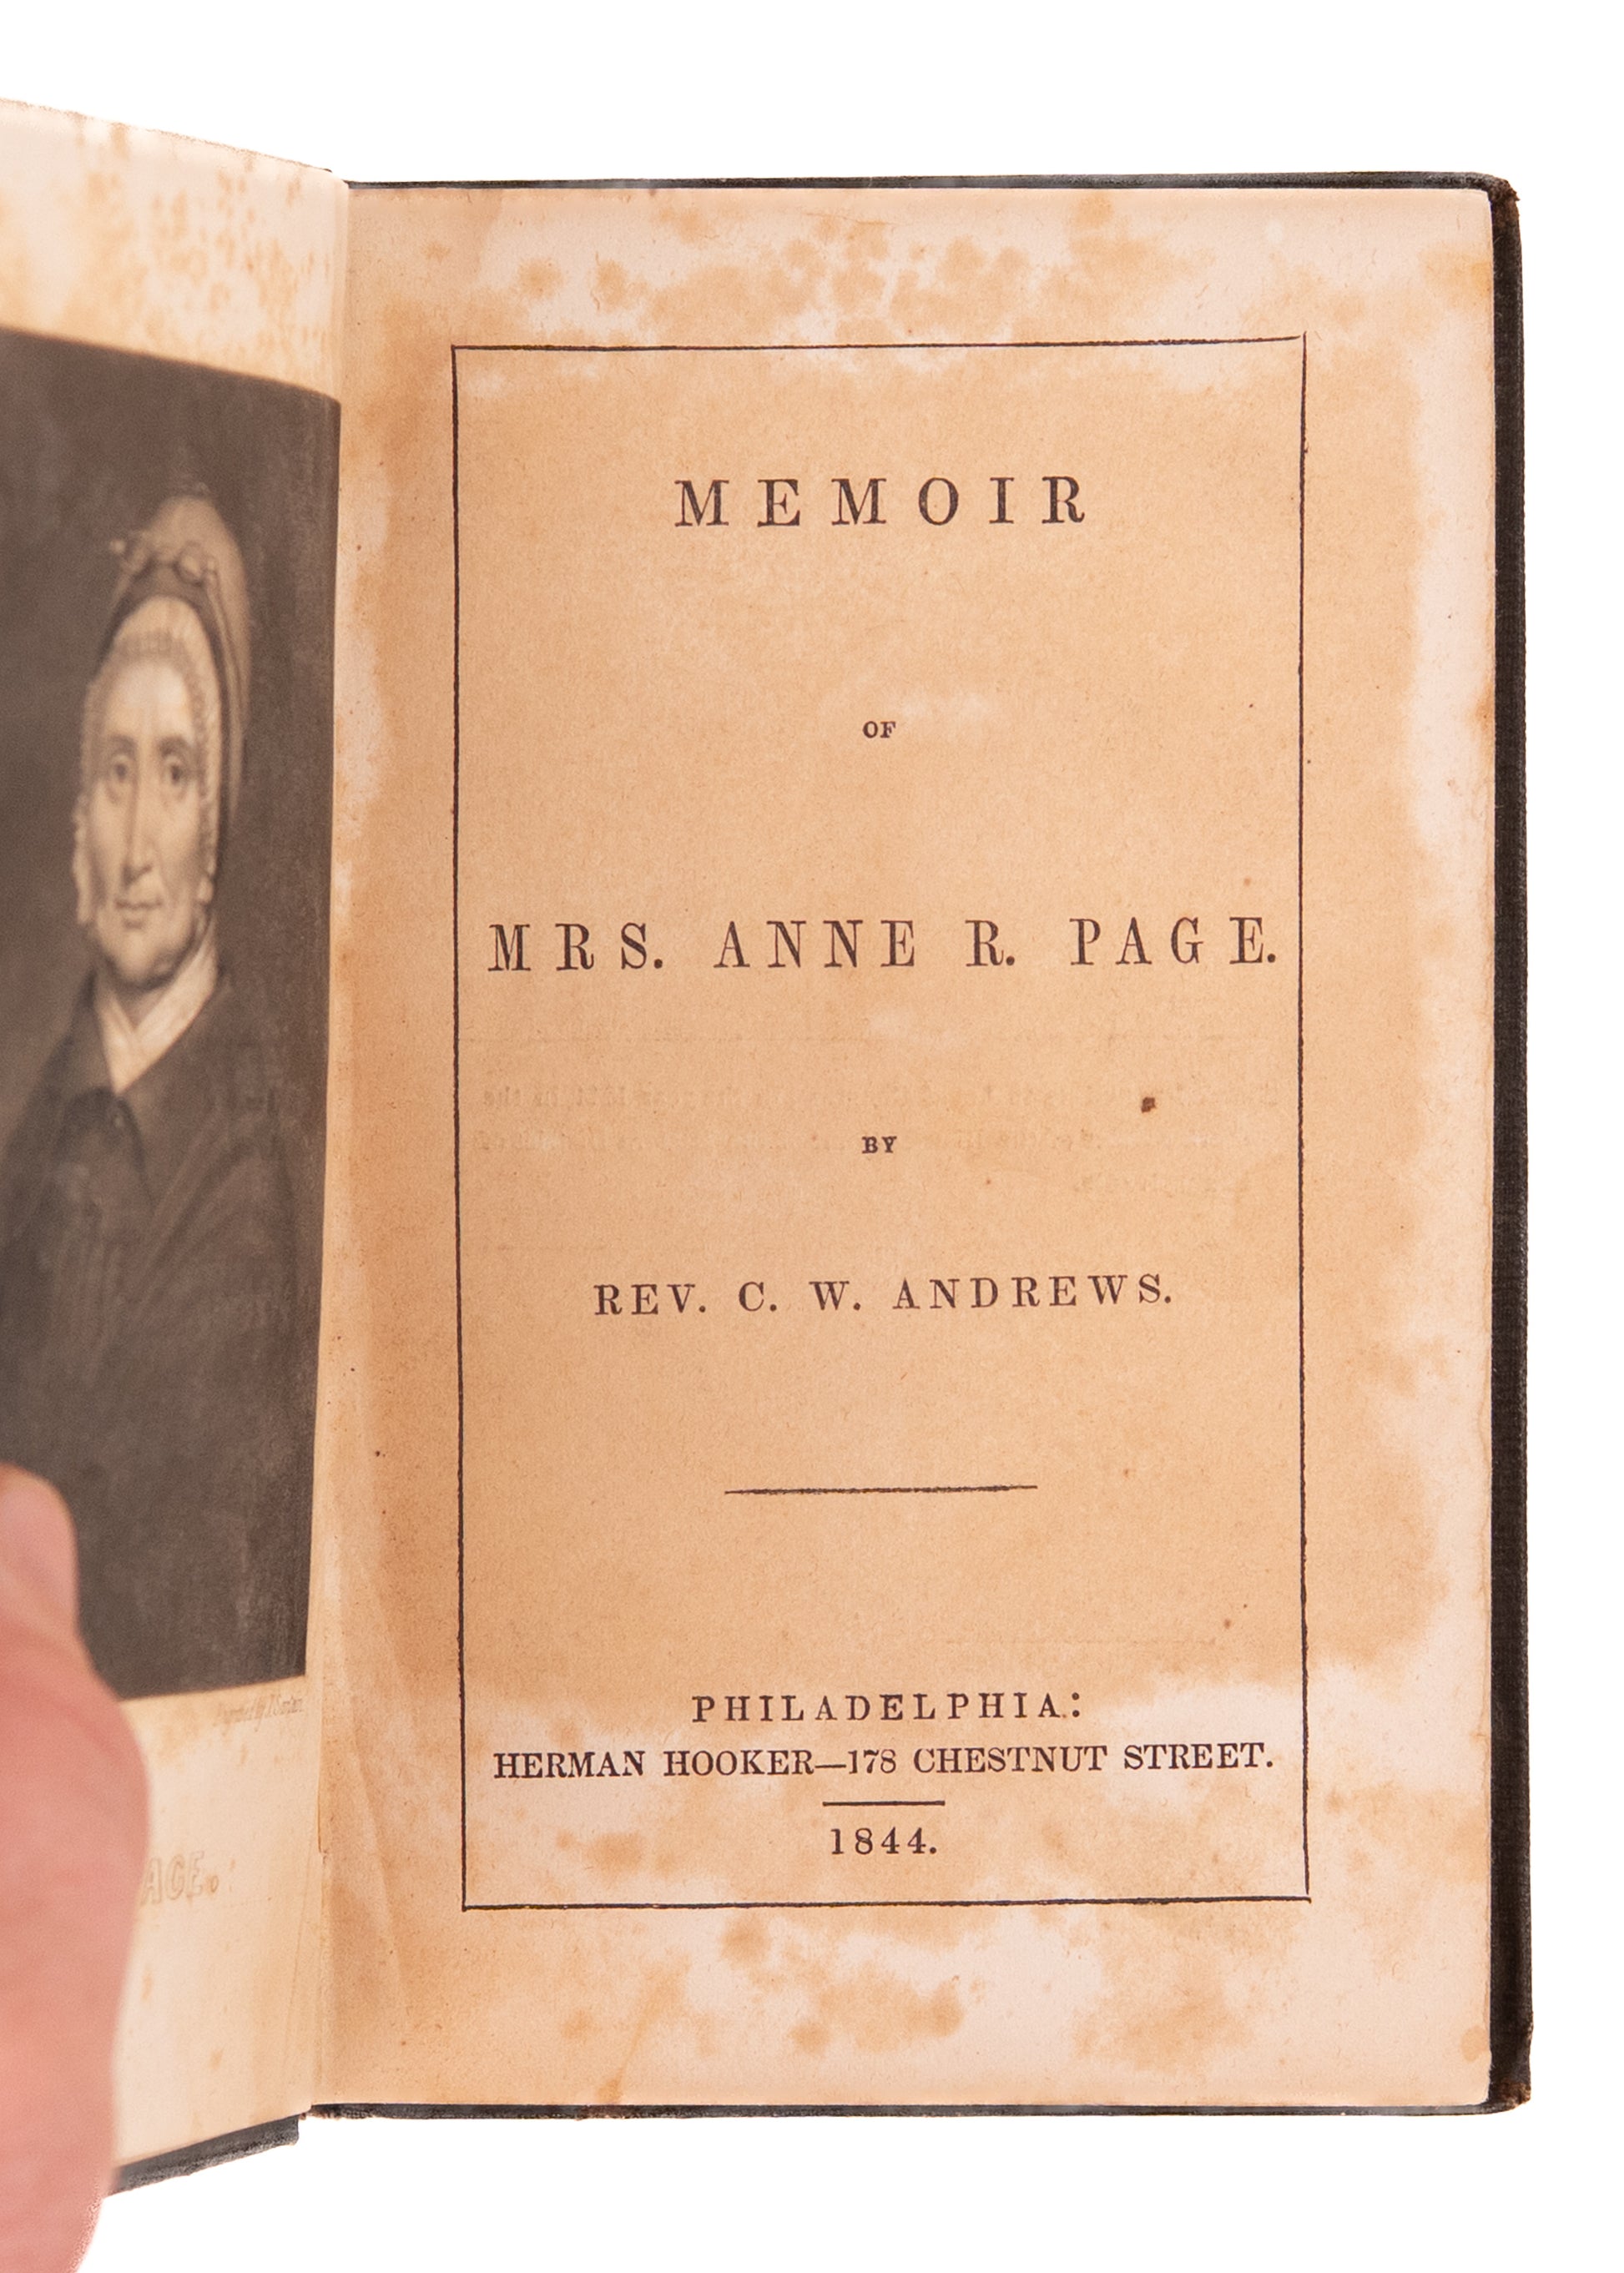 MEMOIR
OF
MRS. ANNE R. PAGE.
BY
REV. C. W. ANDREWS.
PHILADELPHIA:
HERMAN HOOKER—178 CHESTNUT STREET.
1844.